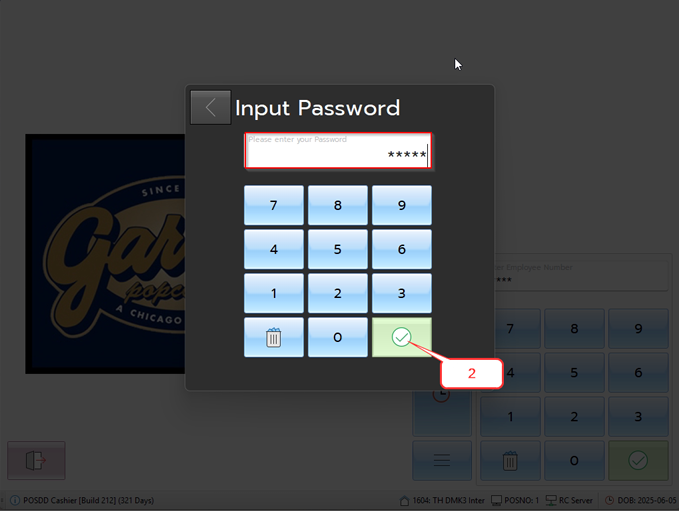 Input Password
Please enter your Password
*****
7 8 9
4 5 6
1 2 3
0
2
SINCE
Gar
popc
A CHICAGO
Employee Number
***
7 8 9
4 5 6
1 2 3
0
POSDD Cashier [Build 212] (321 Days)
1604: TH DMK3 Inter
POSNO: 1
RC Server
DOB: 2025-06-05